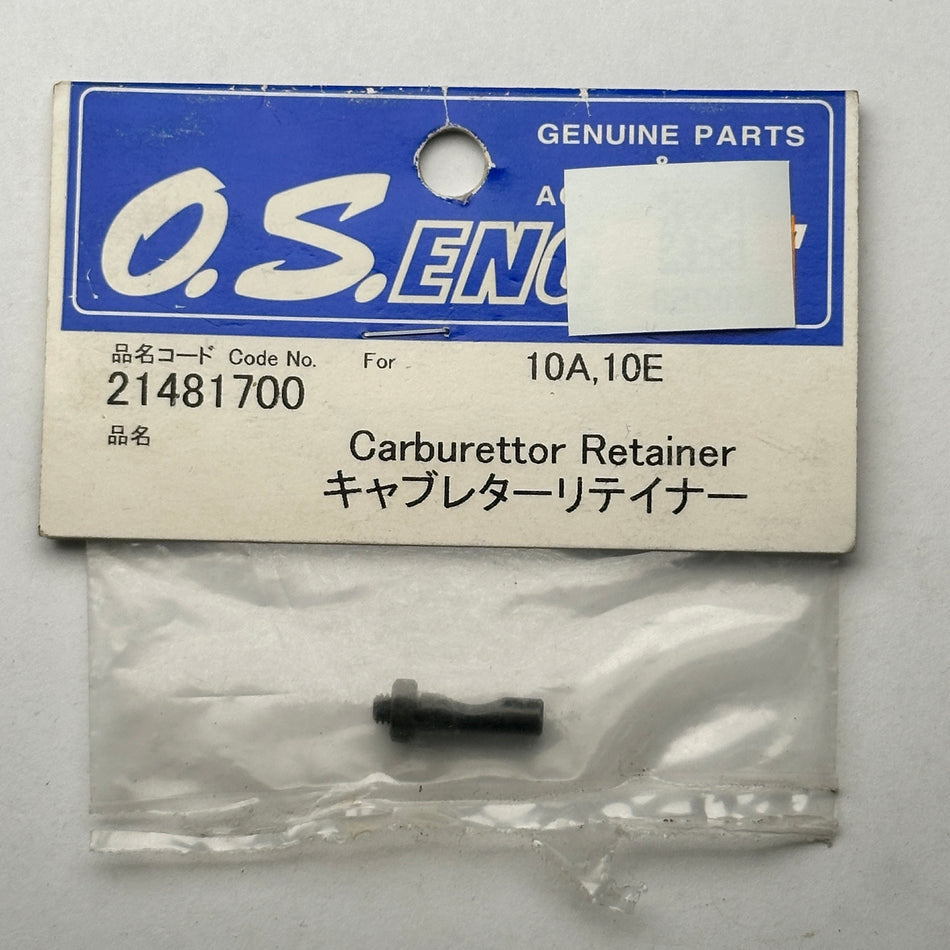 GENUINE PARTS
&
O.S.
品名コード Code No. For 10A,10E
21481700
品名
Carburettor Retainer
キャブレターリテイナー